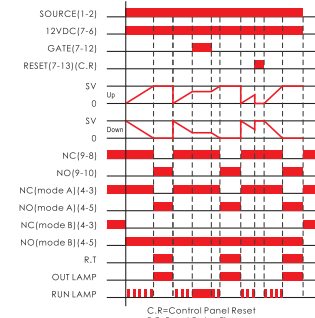 SOURCE(1-2)
12VDC(7-6)
GATE(7-12)
RESET(7-13)(C.R)
SV
Up
0
SV
Down
0
NC(9-8)
NO(9-10)
NC(mode A)(4-3)
NO(mode A)(4-5)
NC(mode B)(4-3)
NO(mode B)(4-5)
R.T
OUT LAMP
RUN LAMP
C.R=Control Panel Reset